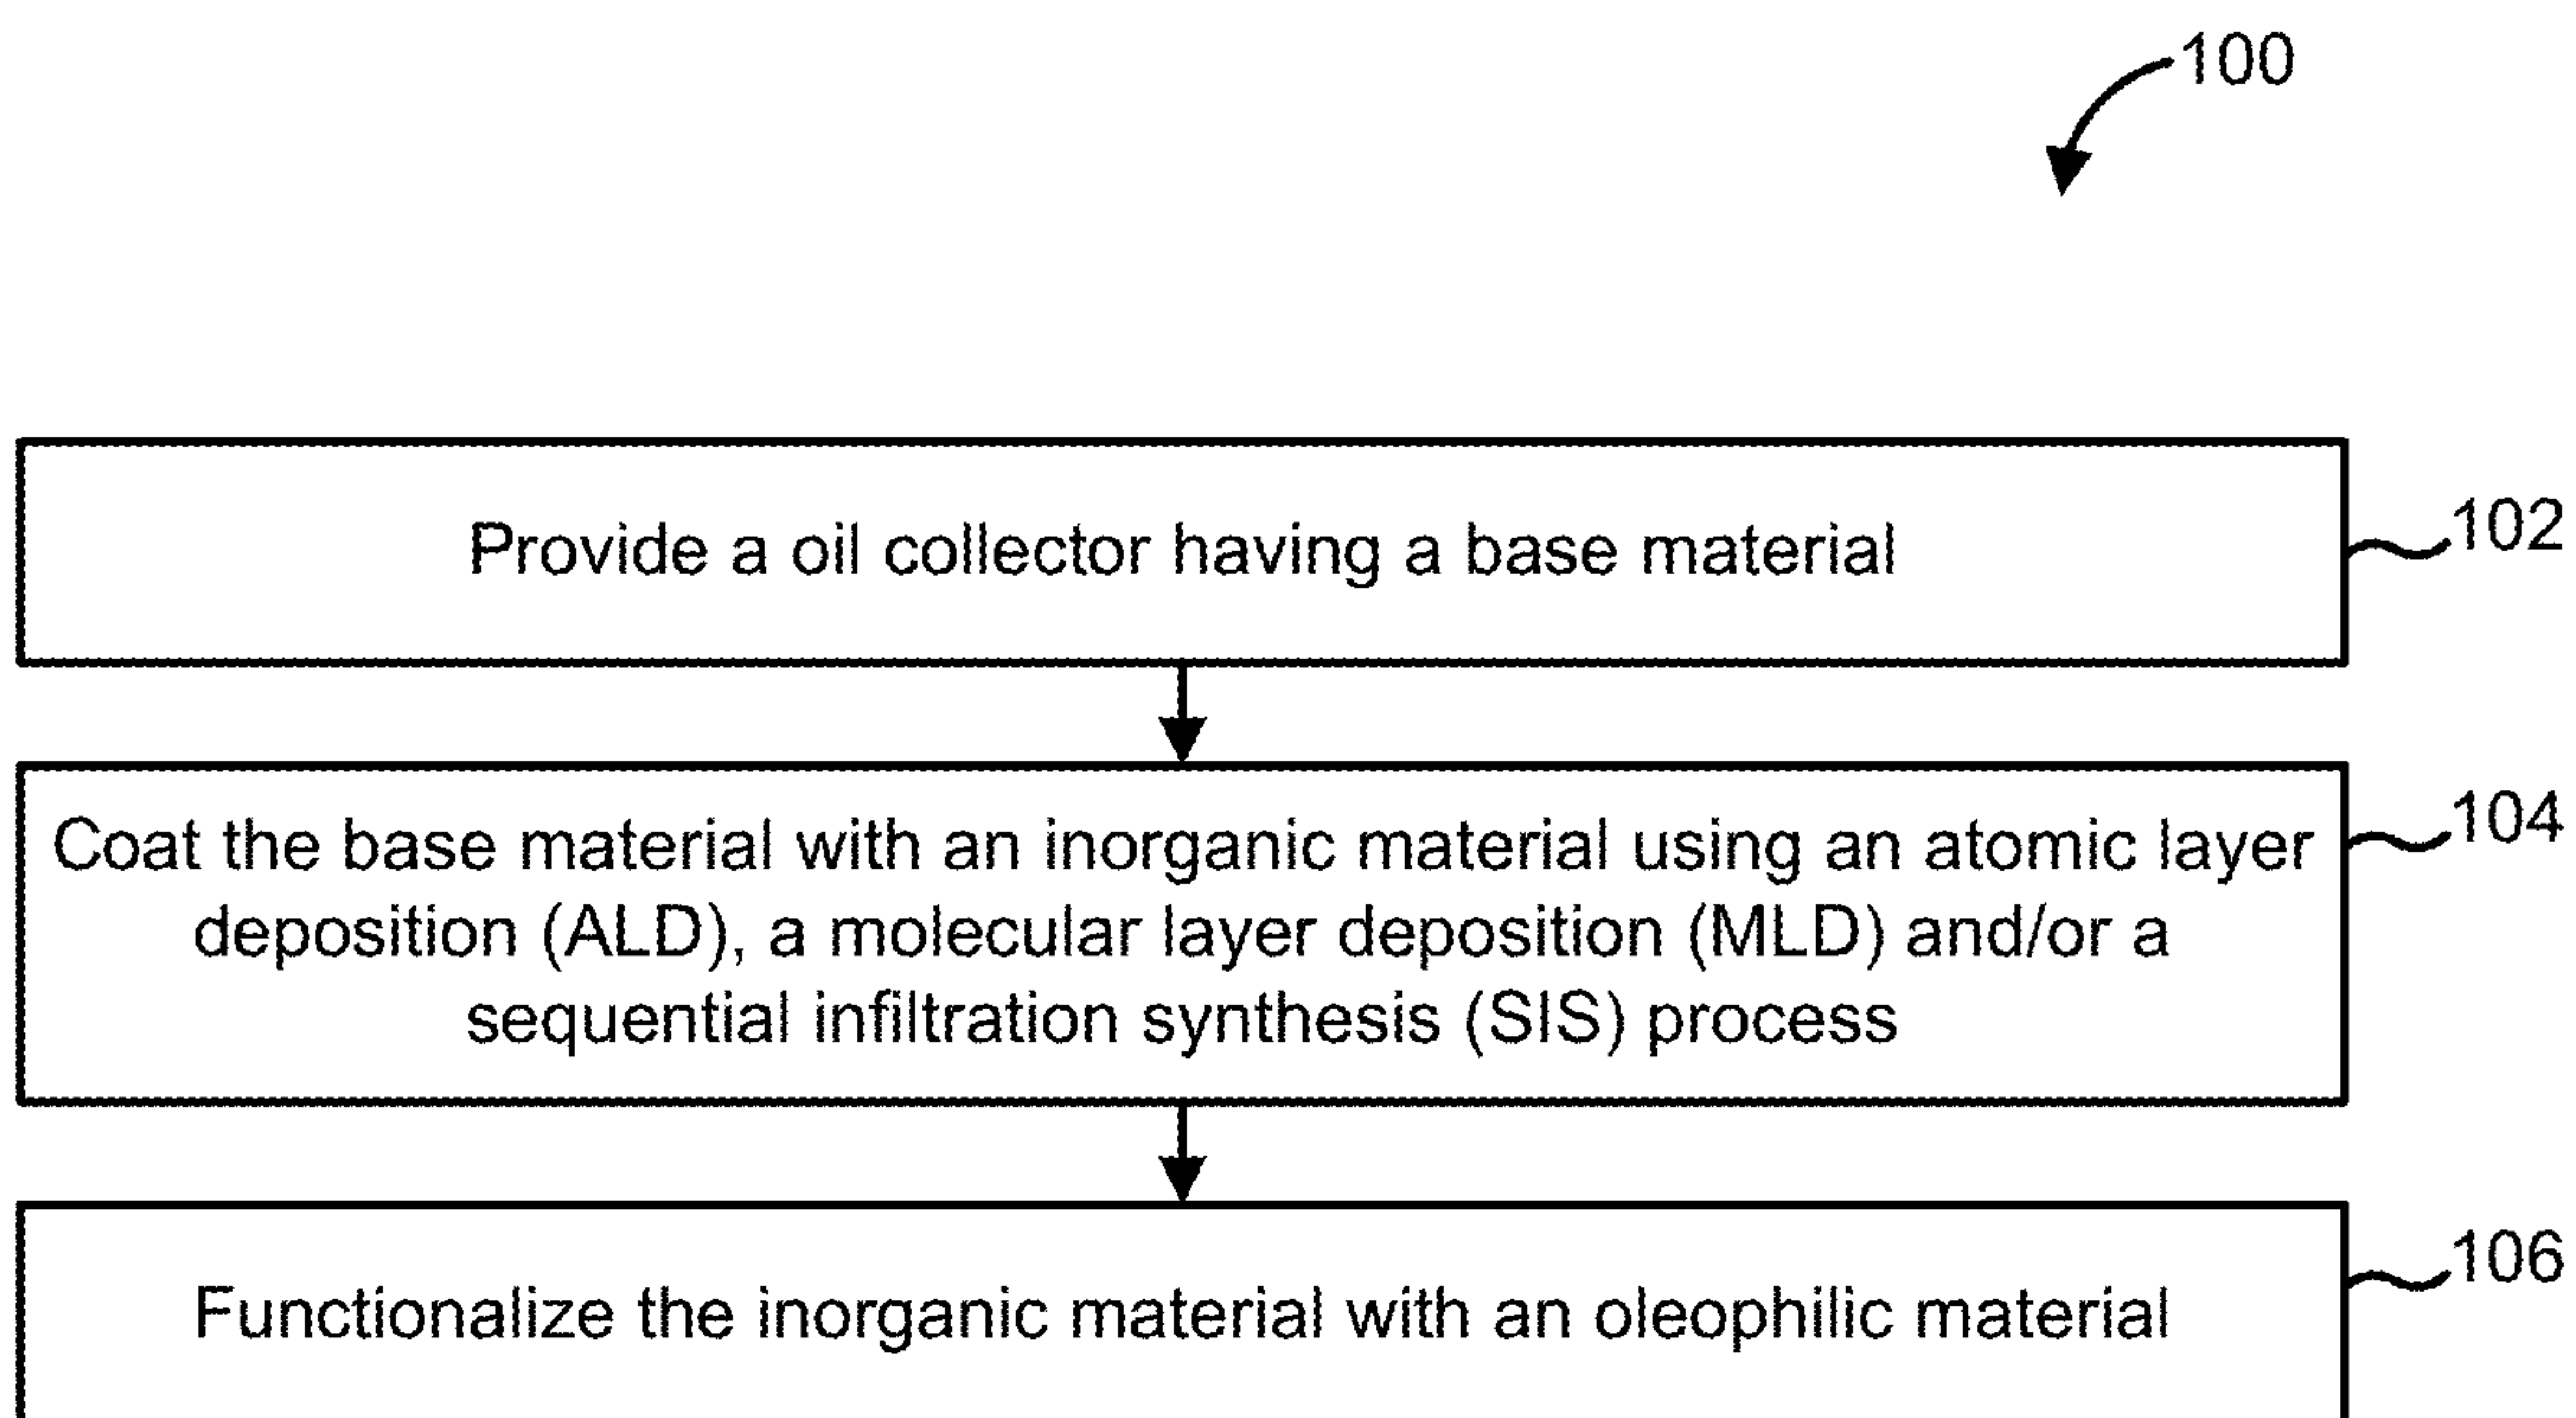 100
Provide a oil collector having a base material
102
Coat the base material with an inorganic material using an atomic layer
deposition (ALD), a molecular layer deposition (MLD) and/or a
sequential infiltration synthesis (SIS) process
104
Functionalize the inorganic material with an oleophilic material
106